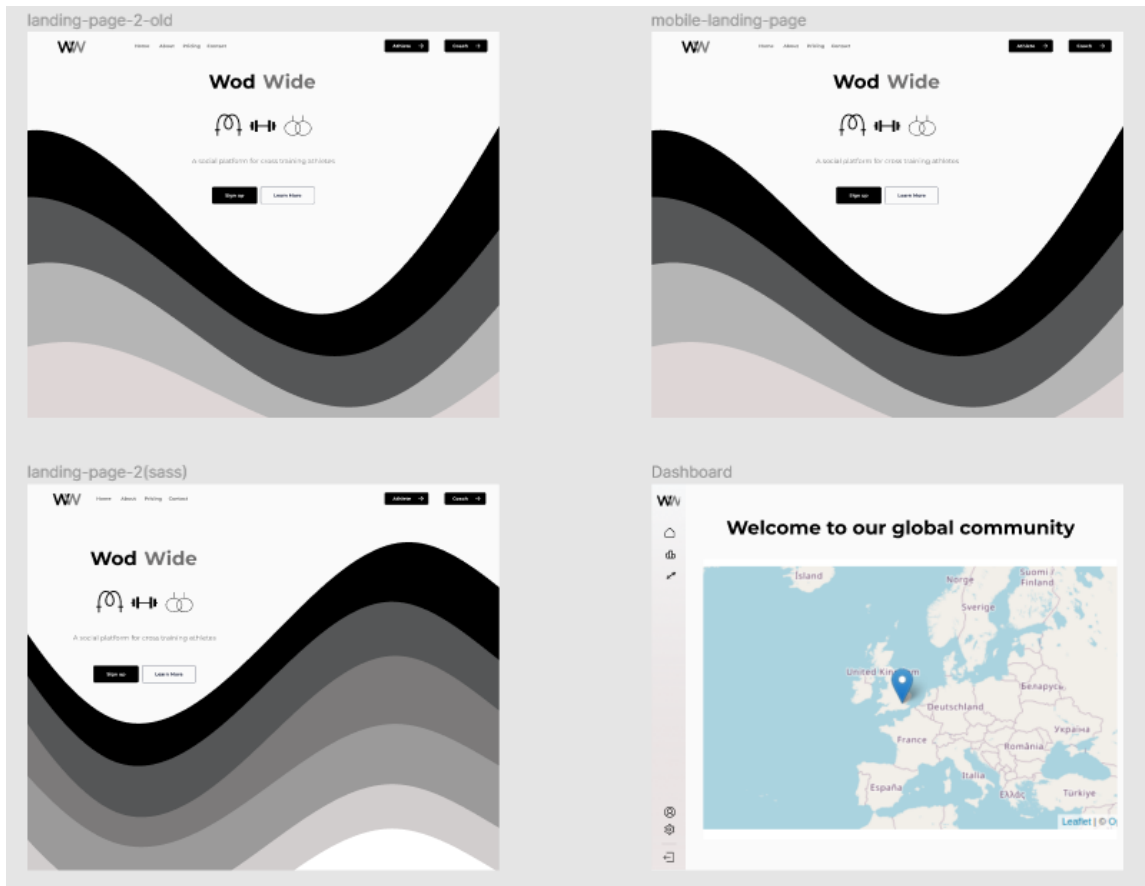 landing-page-2-old
WW
Home About Pricing Contact
Athlete
Coach
Wod Wide
A social platform for cross training athletes
Sign up
Learn More
mobile-landing-page
WW
Home About Pricing Contact
Athlete
Coach
Wod Wide
A social platform for cross training athletes
Sign up
Learn More
landing-page-2(sass)
WW
Home About Pricing Contact
Athlete
Coach
Wod Wide
A social platform for cross training athletes
Sign up
Learn More
Dashboard
WW
Welcome to our global community
Ísland
Norge
Suomi /
Finland
Sverige
United
Беларусь
Deutschland
Україна
France
România
Italia
España
Ελλάς
Türkiye
Leaflet | ©